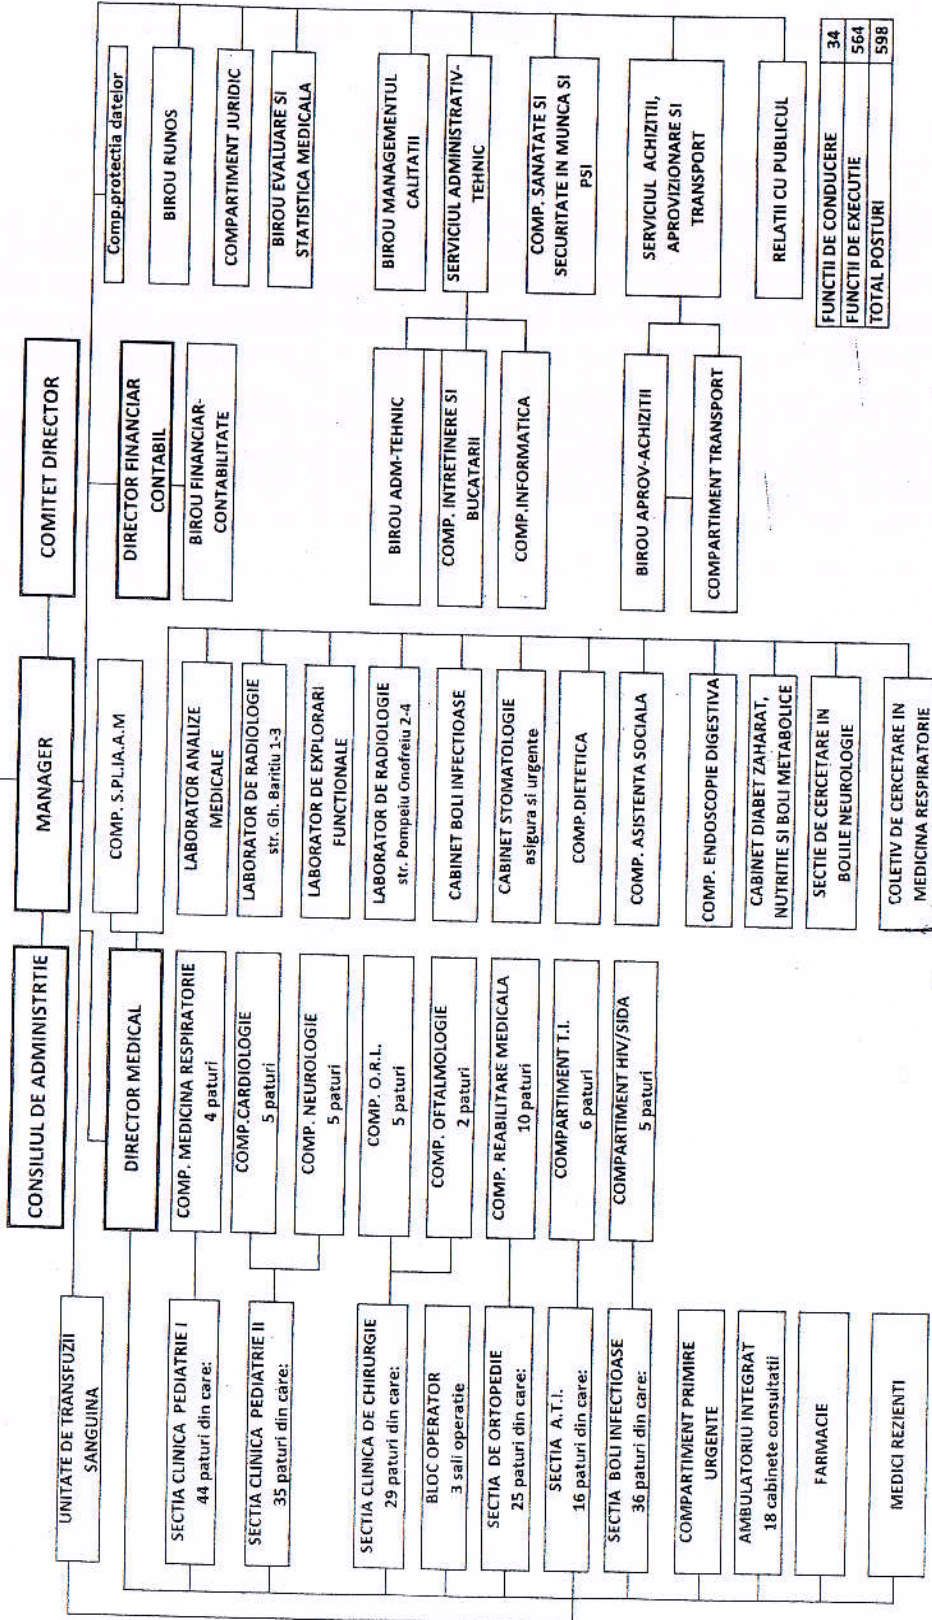 CONSILIUL DE ADMINISTRTIE
MANAGER
COMITET DIRECTOR
UNITATE DE TRANSFUZII
SANGUINA
DIRECTOR MEDICAL
COMP. S.P.L.IA.A.M
DIRECTOR FINANCIAR
CONTABIL
BIROU FINANCIAR-
CONTABILITATE
Comp.protectia datelor
BIROU RUNOS
COMPARTIMENT JURIDIC
BIROU EVALUARE SI
STATISTICA MEDICALA
BIROU MANAGEMENTUL
CALITATII
SERVICIUL ADMINISTRATIV-
TEHNIC
COMP. SANATATE SI
SECURITATE IN MUNCA SI
PSI
SERVICIUL ACHIZITII,
APROVIZIONARE SI
TRANSPORT
RELATII CU PUBLICUL
BIROU ADM-TEHNIC
COMP. INTRETINERE SI
BUCATARII
COMP.INFORMATICA
BIROU APROV-ACHIZITII
COMPARTIMENT TRANSPORT
SECTIA CLINICA PEDIATRIE I
44 paturi din care:
COMP. MEDICINA RESPIRATORIE
4 paturi
SECTIA CLINICA PEDIATRIE II
35 paturi din care:
COMP.CARDIOLOGIE
5 paturi
COMP. NEUROLOGIE
5 paturi
SECTIA CLINICA DE CHIRURGIE
29 paturi din care:
COMP. O.R.L.
5 paturi
COMP. OFTALMOLOGIE
2 paturi
BLOC OPERATOR
3 sali operatie
SECTIA DE ORTOPEDIE
25 paturi din care:
COMP. REABILITARE MEDICALA
10 paturi
SECTIA A.T.I.
16 paturi din care:
COMPARTIMENT T.I.
6 paturi
SECTIA BOLI INFECTIOASE
36 paturi din care:
COMPARTIMENT HIV/SIDA
5 paturi
COMPARTIMENT PRIMIRE
URGENTE
AMBULATORIU INTEGRAT
18 cabinete consultatii
FARMACIE
MEDICI REZIENTI
LABORATOR ANALIZE
MEDICALE
LABORATOR DE RADIOLOGIE
str. Gh. Baritiu 1-3
LABORATOR DE EXPLORARI
FUNCTIONALE
LABORATOR DE RADIOLOGIE
str. Pompeiu Onofreiu 2-4
CABINET BOLI INFECTIOASE
CABINET STOMATOLOGIE
asigura si urgente
COMP.DIETETICA
COMP. ASISTENTA SOCIALA
COMP. ENDOSCOPIE DIGESTIVA
CABINET DIABET ZAHARAT,
NUTRITIE SI BOLI METABOLICE
SECTIE DE CERCETARE IN
BOLILE NEUROLOGIE
COLETIV DE CERCETARE IN
MEDICINA RESPIRATORIE
FUNCTII DE CONDUCERE 34
FUNCTII DE EXECUTIE 564
TOTAL POSTURI 598